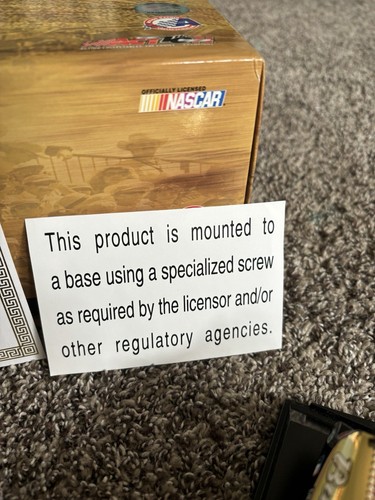 OFFICIALLY LICENSED
NASCAR
This product is mounted to
a base using a specialized screw
as required by the licensor and/or
other regulatory agencies.